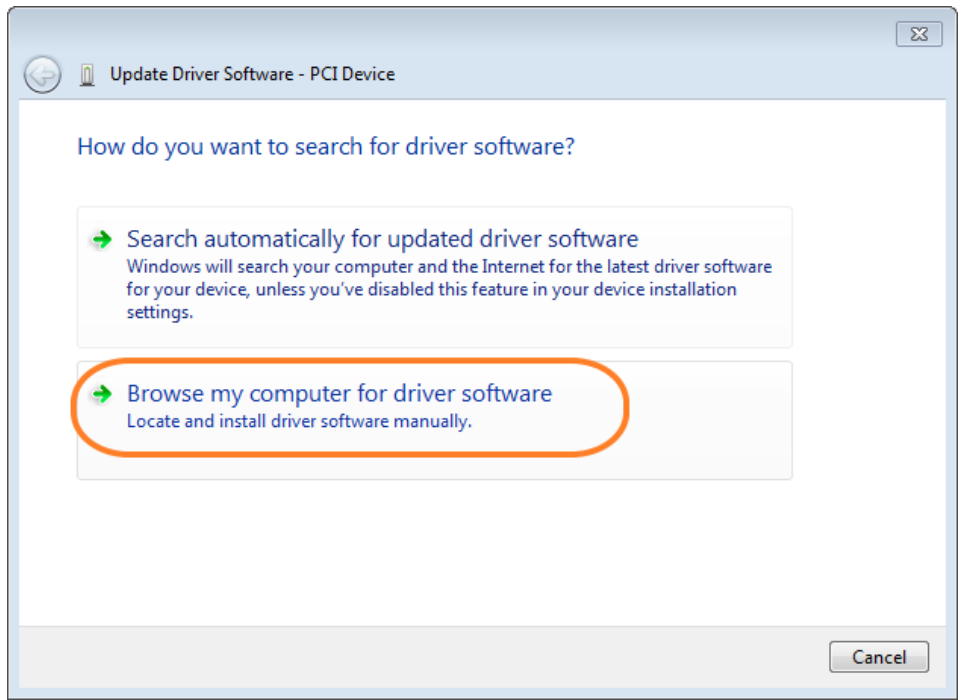 Update Driver Software - PCI Device
How do you want to search for driver software?
Search automatically for updated driver software
Windows will search your computer and the Internet for the latest driver software
for your device, unless you've disabled this feature in your device installation
settings.
Browse my computer for driver software
Locate and install driver software manually.
Cancel